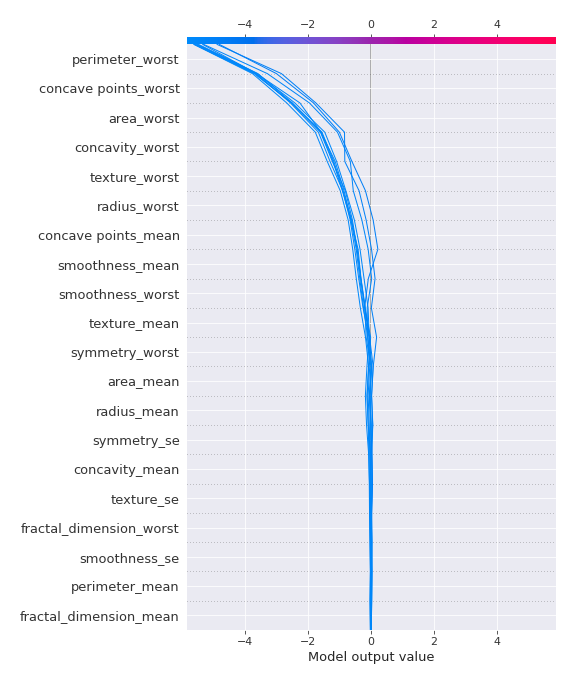 −4 −2 0 2 4
perimeter_worst
concave points_worst
area_worst
concavity_worst
texture_worst
radius_worst
concave points_mean
smoothness_mean
smoothness_worst
texture_mean
symmetry_worst
area_mean
radius_mean
symmetry_se
concavity_mean
texture_se
fractal_dimension_worst
smoothness_se
perimeter_mean
fractal_dimension_mean
−4 −2 0 2 4
Model output value